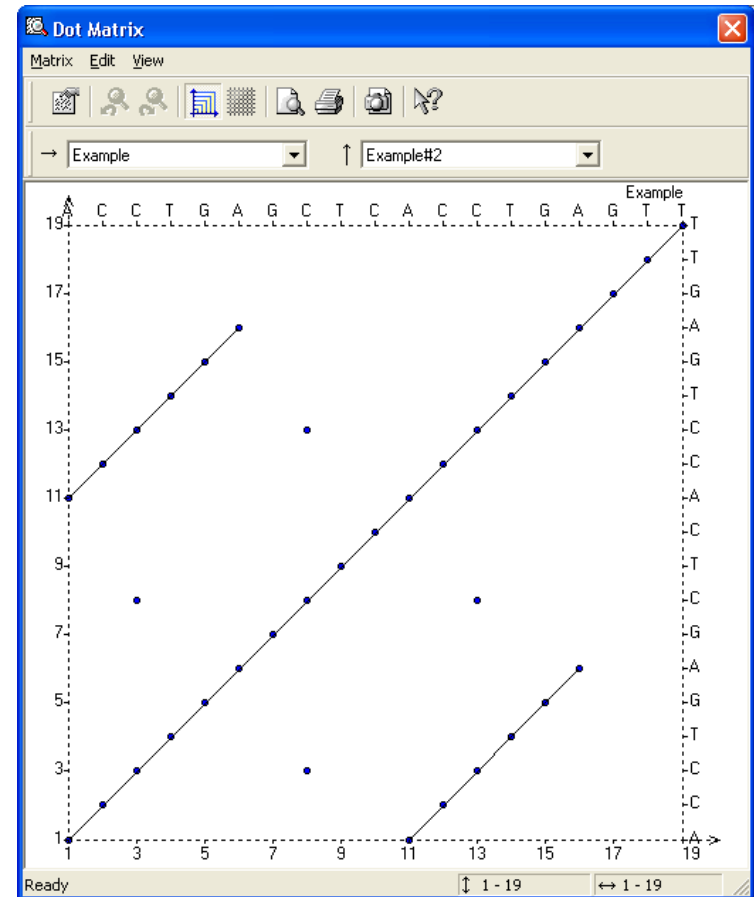 Dot Matrix
Matrix Edit View
→ Example ↑ Example#2
Example
A C C T G A G C T C A C C T G A G T T
19 T
T
17 G
A
15 G
T
13 C
C
11 A
C
9 T
C
7 G
A
5 G
T
3 C
C
1 A
1 3 5 7 9 11 13 15 17 19
Ready ↕ 1 - 19 ↔ 1 - 19